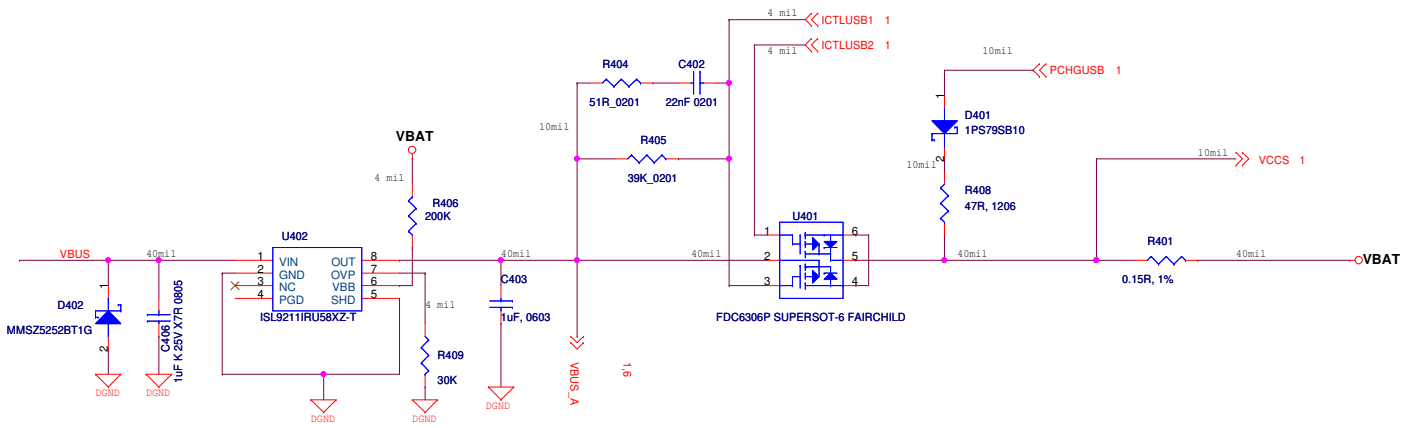 4 mil
ICTLUSB1 1
ICTLUSB2 1
4 mil
10mil
PCHGUSB 1
R404
C402
51R_0201
22nF 0201
1
D401
1PS79SB10
2
10mil
10mil
R405
39K_0201
VBAT
4 mil
R406
200K
10mil
VCCS 1
R408
47R, 1206
U401
1
2
3
6
5
4
FDC6306P SUPERSOT-6 FAIRCHILD
VBUS
40mil
U402
1 VIN OUT 8
2 GND OVP 7
3 NC VBB 6
4 PGD SHD 5
ISL9211IRU58XZ-T
40mil
40mil
40mil
R401
0.15R, 1%
40mil
VBAT
1
D402
MMSZ5252BT1G
2
C406
1uF K 25V X7R 0805
4 mil
R409
30K
C403
1uF, 0603
VBUS_A
1,6
DGND
DGND
DGND
DGND
DGND